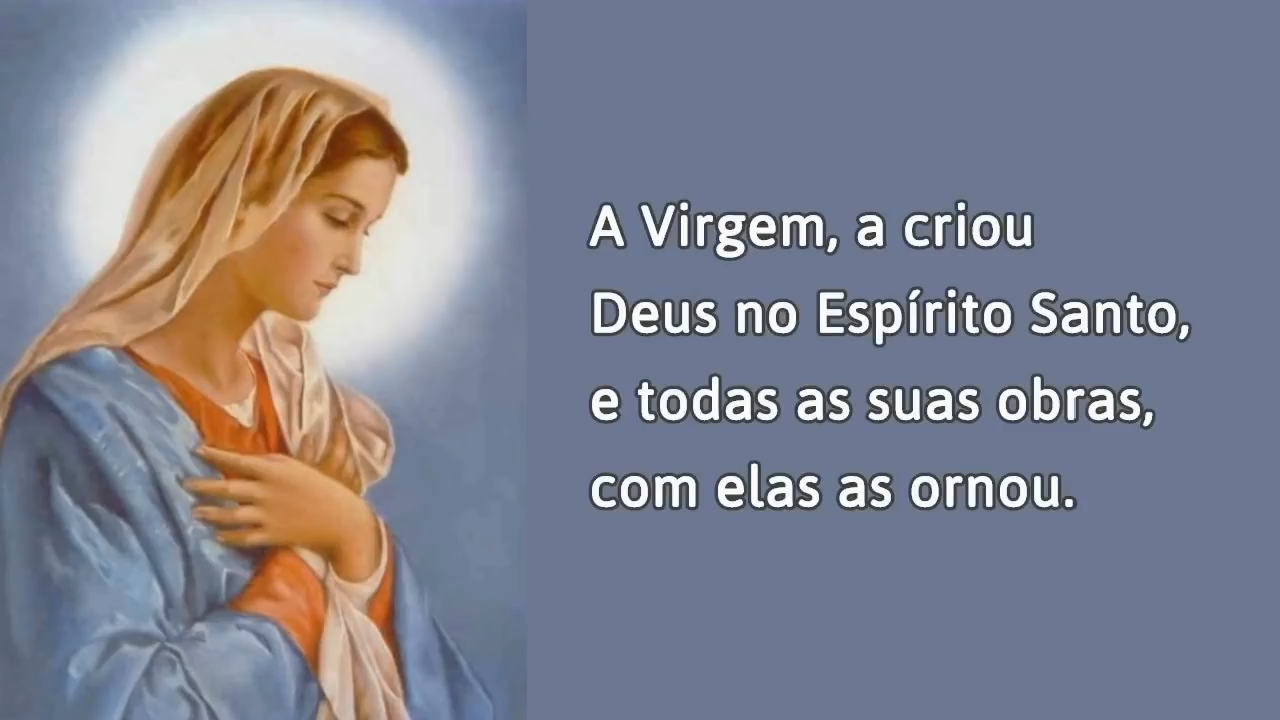 A Virgem, a criou
Deus no Espírito Santo,
e todas as suas obras,
com elas as ornou.